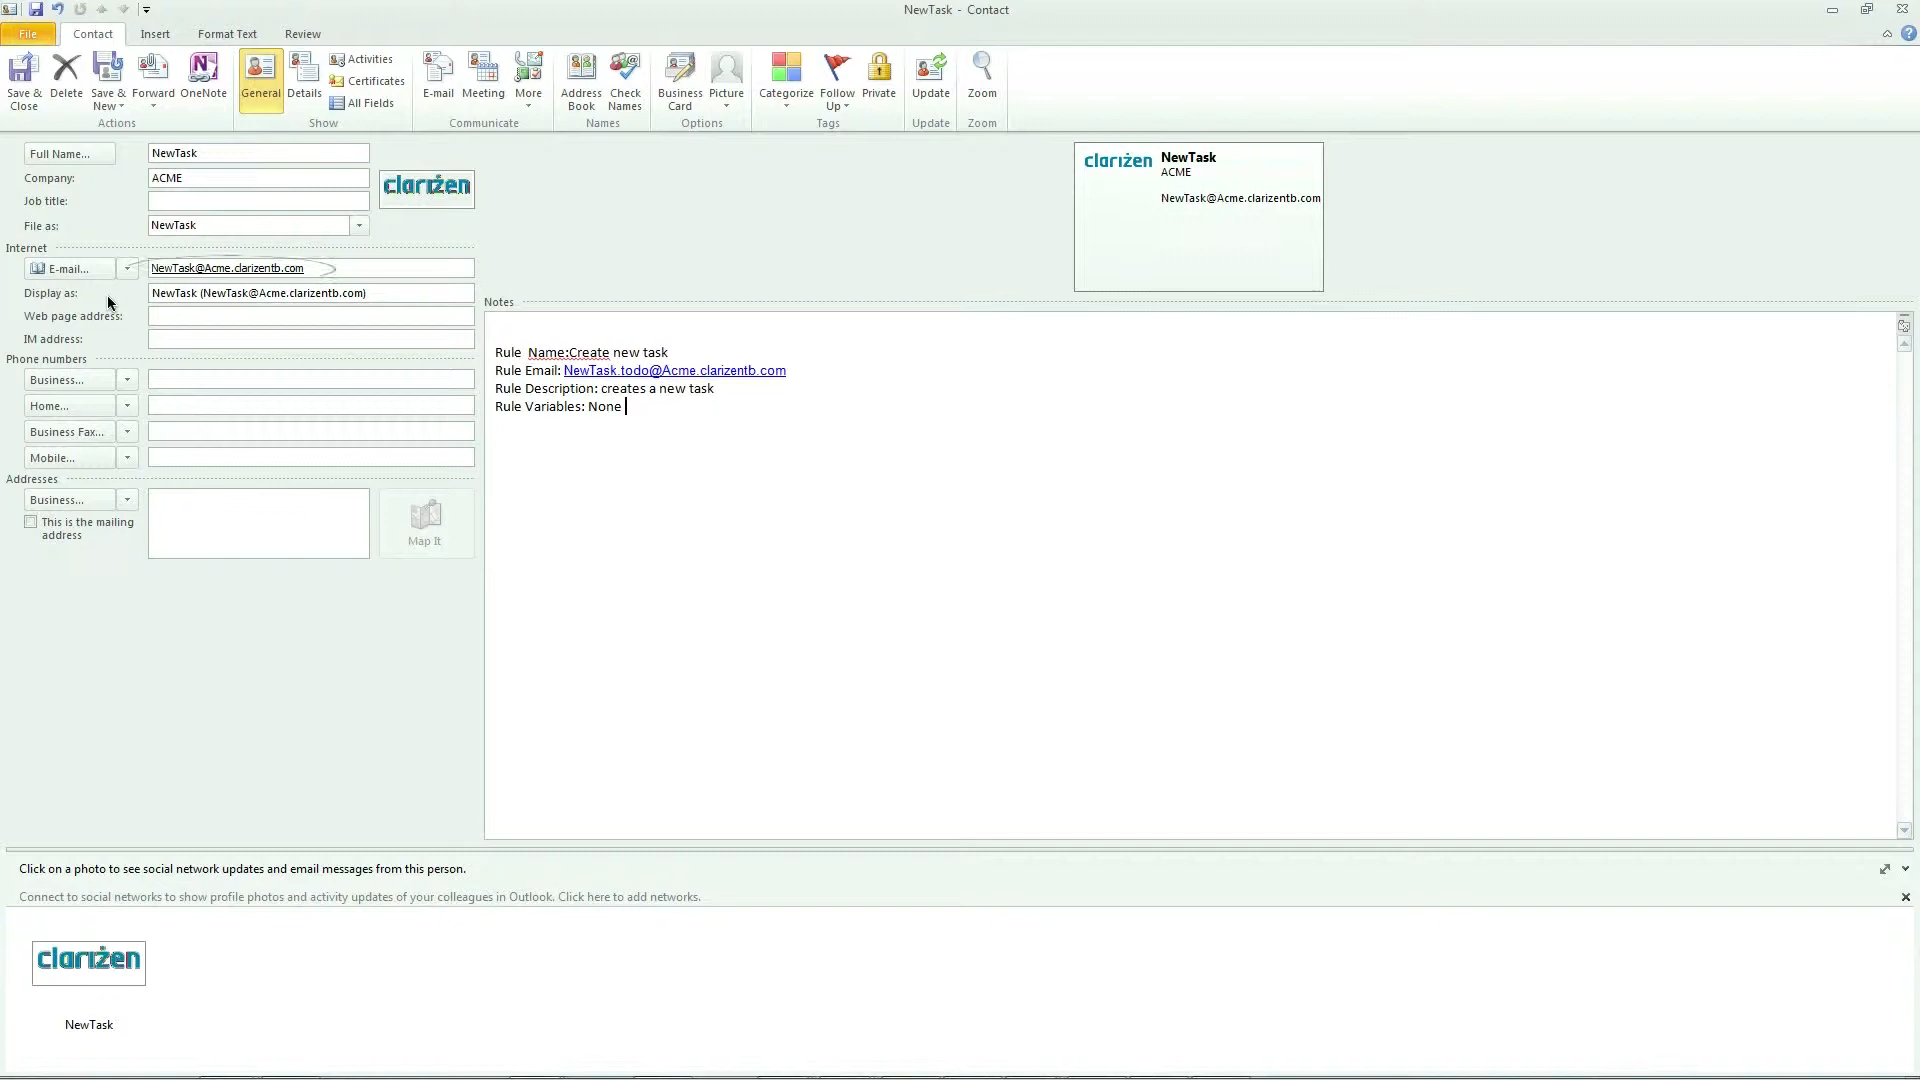 NewTask - Contact
File Contact Insert Format Text Review
Save & Close
Delete
Save & New
Forward
OneNote
Actions
General
Details
Activities
Certificates
All Fields
Show
E-mail
Meeting
More
Communicate
Address Book
Check Names
Names
Business Card
Picture
Options
Categorize
Follow Up
Private
Tags
Update
Update
Zoom
Zoom
Full Name... NewTask
Company: ACME
clarizen
Job title:
File as: NewTask
Internet
E-mail... NewTask@Acme.clarizentb.com
Display as: NewTask (NewTask@Acme.clarizentb.com)
Web page address:
IM address:
Phone numbers
Business...
Home...
Business Fax...
Mobile...
Addresses
Business...
This is the mailing
address
Map It
clarizen NewTask
ACME
NewTask@Acme.clarizentb.com
Notes
Rule  Name:Create new task
Rule Email: NewTask.todo@Acme.clarizentb.com
Rule Description: creates a new task
Rule Variables: None
Click on a photo to see social network updates and email messages from this person.
Connect to social networks to show profile photos and activity updates of your colleagues in Outlook. Click here to add networks.
clarizen
NewTask